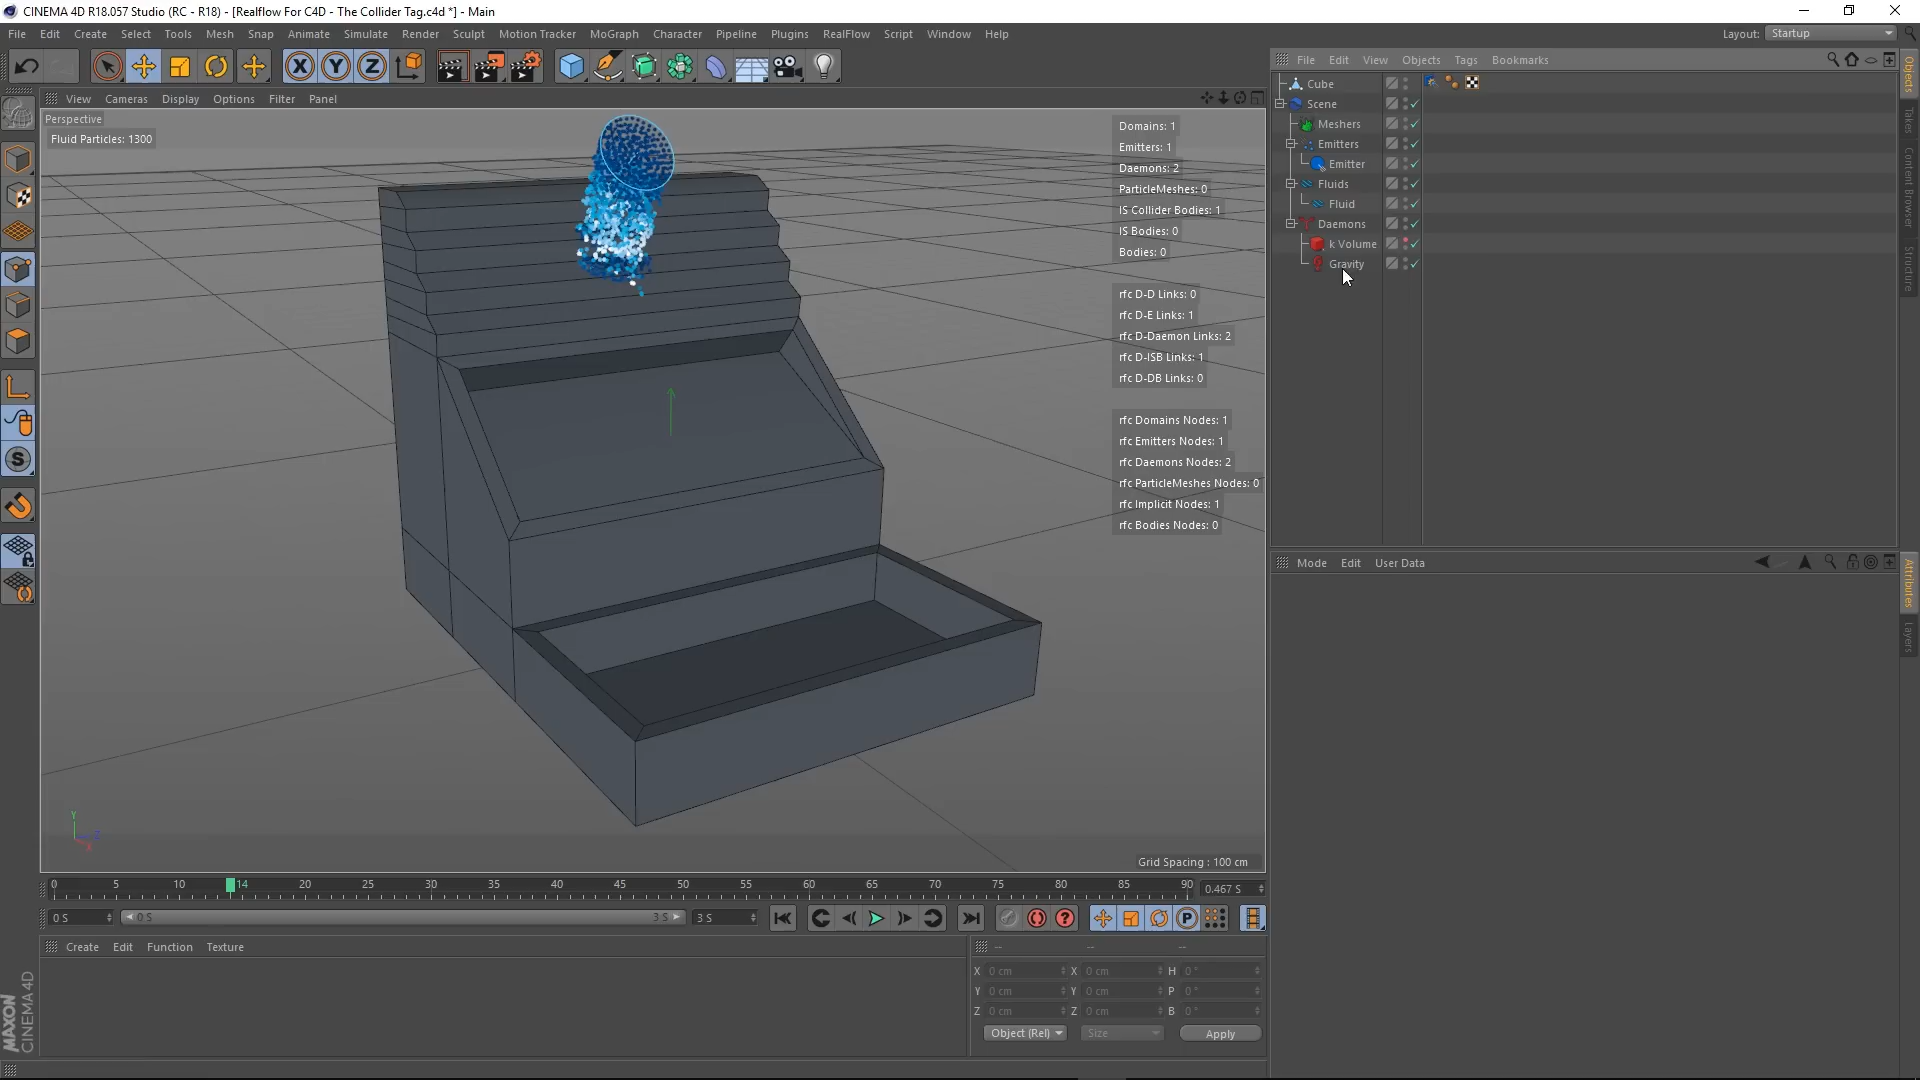 CINEMA 4D R18.057 Studio (RC - R18) - [Realflow For C4D - The Collider Tag.c4d *] - Main
File Edit Create Select Tools Mesh Snap Animate Simulate Render Sculpt Motion Tracker MoGraph Character Pipeline Plugins RealFlow Script Window Help
Layout: Startup
X Y Z
File Edit View Objects Tags Bookmarks
View Cameras Display Options Filter Panel
Perspective
Fluid Particles: 1300
Domains: 1
Emitters: 1
Daemons: 2
ParticleMeshes: 0
IS Collider Bodies: 1
IS Bodies: 0
Bodies: 0
rfc D-D Links: 0
rfc D-E Links: 1
rfc D-Daemon Links: 2
rfc D-ISB Links: 1
rfc D-DB Links: 0
rfc Domains Nodes: 1
rfc Emitters Nodes: 1
rfc Daemons Nodes: 2
rfc ParticleMeshes Nodes: 0
rfc Implicit Nodes: 1
rfc Bodies Nodes: 0
Grid Spacing : 100 cm
Y
Z
X
Cube
Scene
Meshers
Emitters
Emitter
Fluids
Fluid
Daemons
k Volume
Gravity
Objects
Takes
Content Browser
Structure
Mode Edit User Data
Attributes
Layers
0 5 10 14 20 25 30 35 40 45 50 55 60 65 70 75 80 85 90 0.467 S
0 S 0 S 3 S 3 S
Create Edit Function Texture
-- -- --
X 0 cm X 0 cm H 0 °
Y 0 cm Y 0 cm P 0 °
Z 0 cm Z 0 cm B 0 °
Object (Rel) Size Apply
MAXON
CINEMA 4D